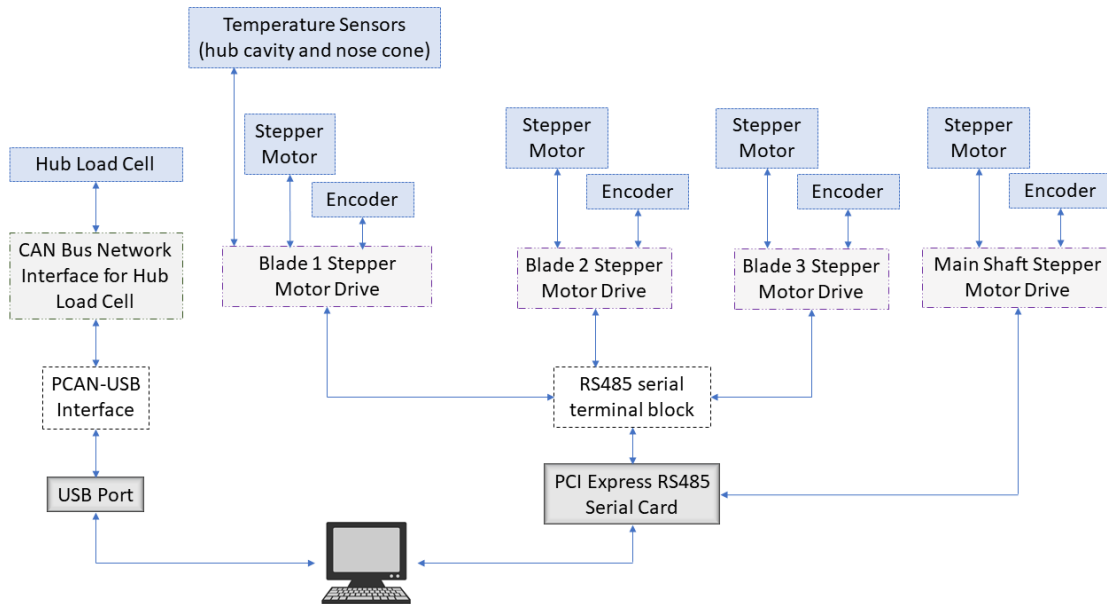 Temperature Sensors
(hub cavity and nose cone)
Stepper
Motor
Stepper
Motor
Stepper
Motor
Stepper
Motor
Hub Load Cell
Encoder
Encoder
Encoder
Encoder
CAN Bus Network
Interface for Hub
Load Cell
Blade 1 Stepper
Motor Drive
Blade 2 Stepper
Motor Drive
Blade 3 Stepper
Motor Drive
Main Shaft Stepper
Motor Drive
PCAN-USB
Interface
RS485 serial
terminal block
USB Port
PCI Express RS485
Serial Card